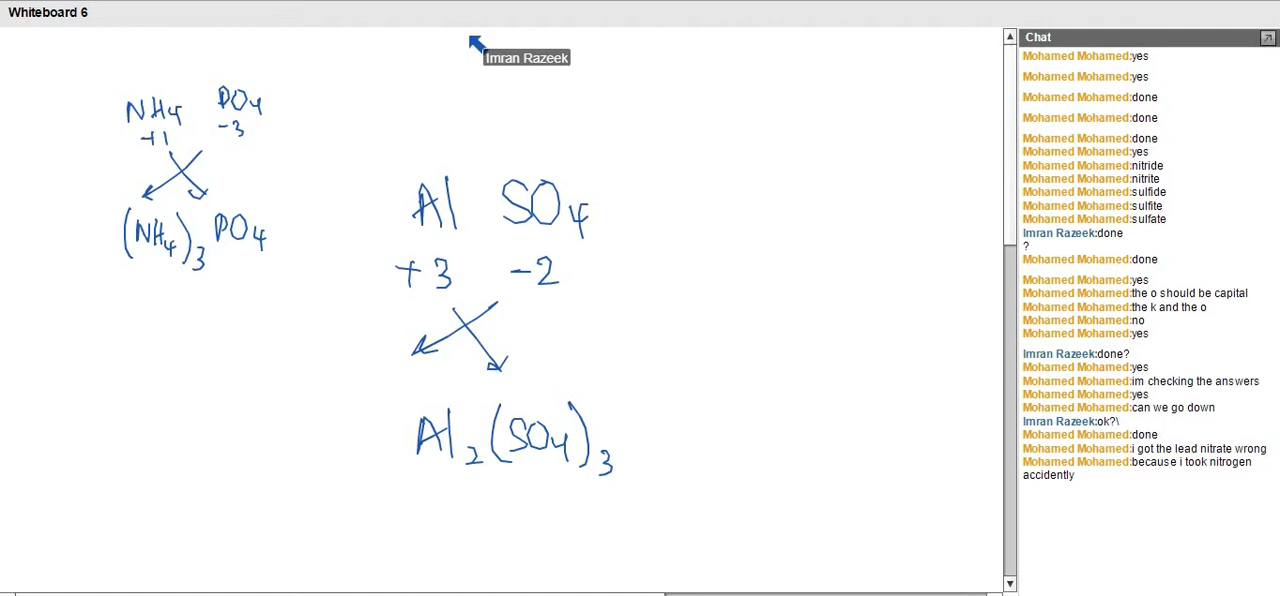 Whiteboard 6
Imran Razeek
NH4 PO4
+1 -3
(NH4)3 PO4
Al SO4
+3 -2
Al2(SO4)3
Chat
Mohamed Mohamed:yes
Mohamed Mohamed:yes
Mohamed Mohamed:done
Mohamed Mohamed:done
Mohamed Mohamed:done
Mohamed Mohamed:yes
Mohamed Mohamed:nitride
Mohamed Mohamed:nitrite
Mohamed Mohamed:sulfide
Mohamed Mohamed:sulfite
Mohamed Mohamed:sulfate
Imran Razeek:done
?
Mohamed Mohamed:done
Mohamed Mohamed:yes
Mohamed Mohamed:the o should be capital
Mohamed Mohamed:the k and the o
Mohamed Mohamed:no
Mohamed Mohamed:yes
Imran Razeek:done?
Mohamed Mohamed:yes
Mohamed Mohamed:im checking the answers
Mohamed Mohamed:yes
Mohamed Mohamed:can we go down
Imran Razeek:ok?\
Mohamed Mohamed:done
Mohamed Mohamed:i got the lead nitrate wrong
Mohamed Mohamed:because i took nitrogen
accidently